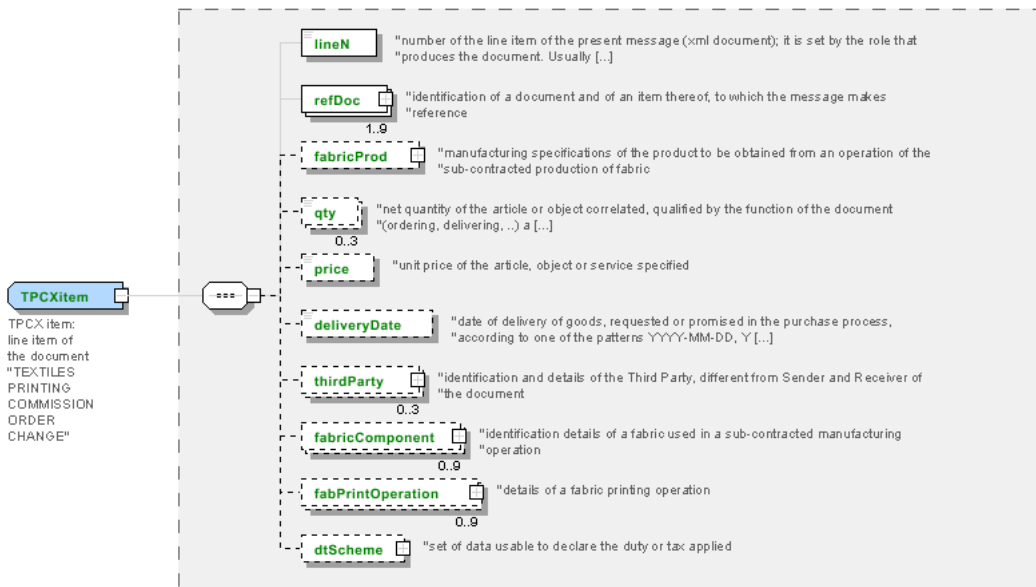 lineN
"number of the line item of the present message (xml document); it is set by the role that
"produces the document. Usually [...]
refDoc
"identification of a document and of an item thereof, to which the message makes
"reference
1..9
fabricProd
"manufacturing specifications of the product to be obtained from an operation of the
"sub-contracted production of fabric
qty
"net quantity of the article or object correlated, qualified by the function of the document
"(ordering, delivering, ..) a [...]
0..3
price
"unit price of the article, object or service specified
TPCXitem
TPCX item:
line item of
the document
"TEXTILES
PRINTING
COMMISSION
ORDER
CHANGE"
deliveryDate
"date of delivery of goods, requested or promised in the purchase process,
"according to one of the patterns YYYY-MM-DD, Y [...]
thirdParty
"identification and details of the Third Party, different from Sender and Receiver of
"the document
0..3
fabricComponent
"identification details of a fabric used in a sub-contracted manufacturing
"operation
0..9
fabPrintOperation
"details of a fabric printing operation
0..9
dtScheme
"set of data usable to declare the duty or tax applied